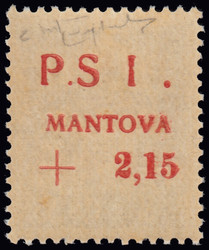 P.S I .
MANTOVA
+ 2,15